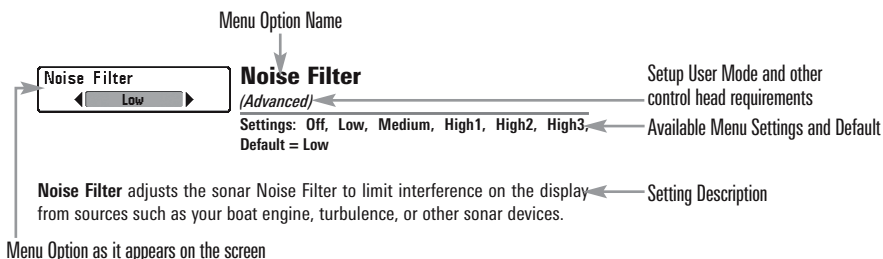 Menu Option Name
Noise Filter
Low
Noise Filter
(Advanced)
Settings: Off, Low, Medium, High1, High2, High3,
Default = Low
Setup User Mode and other
control head requirements
Available Menu Settings and Default
Noise Filter adjusts the sonar Noise Filter to limit interference on the display
from sources such as your boat engine, turbulence, or other sonar devices.
Setting Description
Menu Option as it appears on the screen